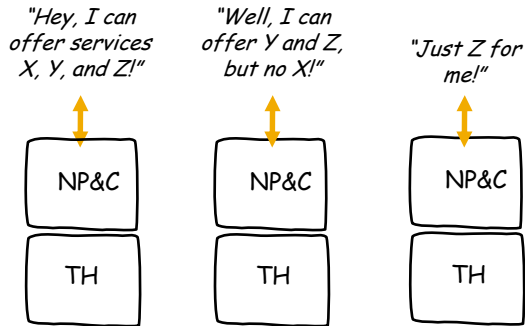 "Hey, I can
offer services
X, Y, and Z!"
"Well, I can
offer Y and Z,
but no X!"
"Just Z for
me!"
NP&C
NP&C
NP&C
TH
TH
TH